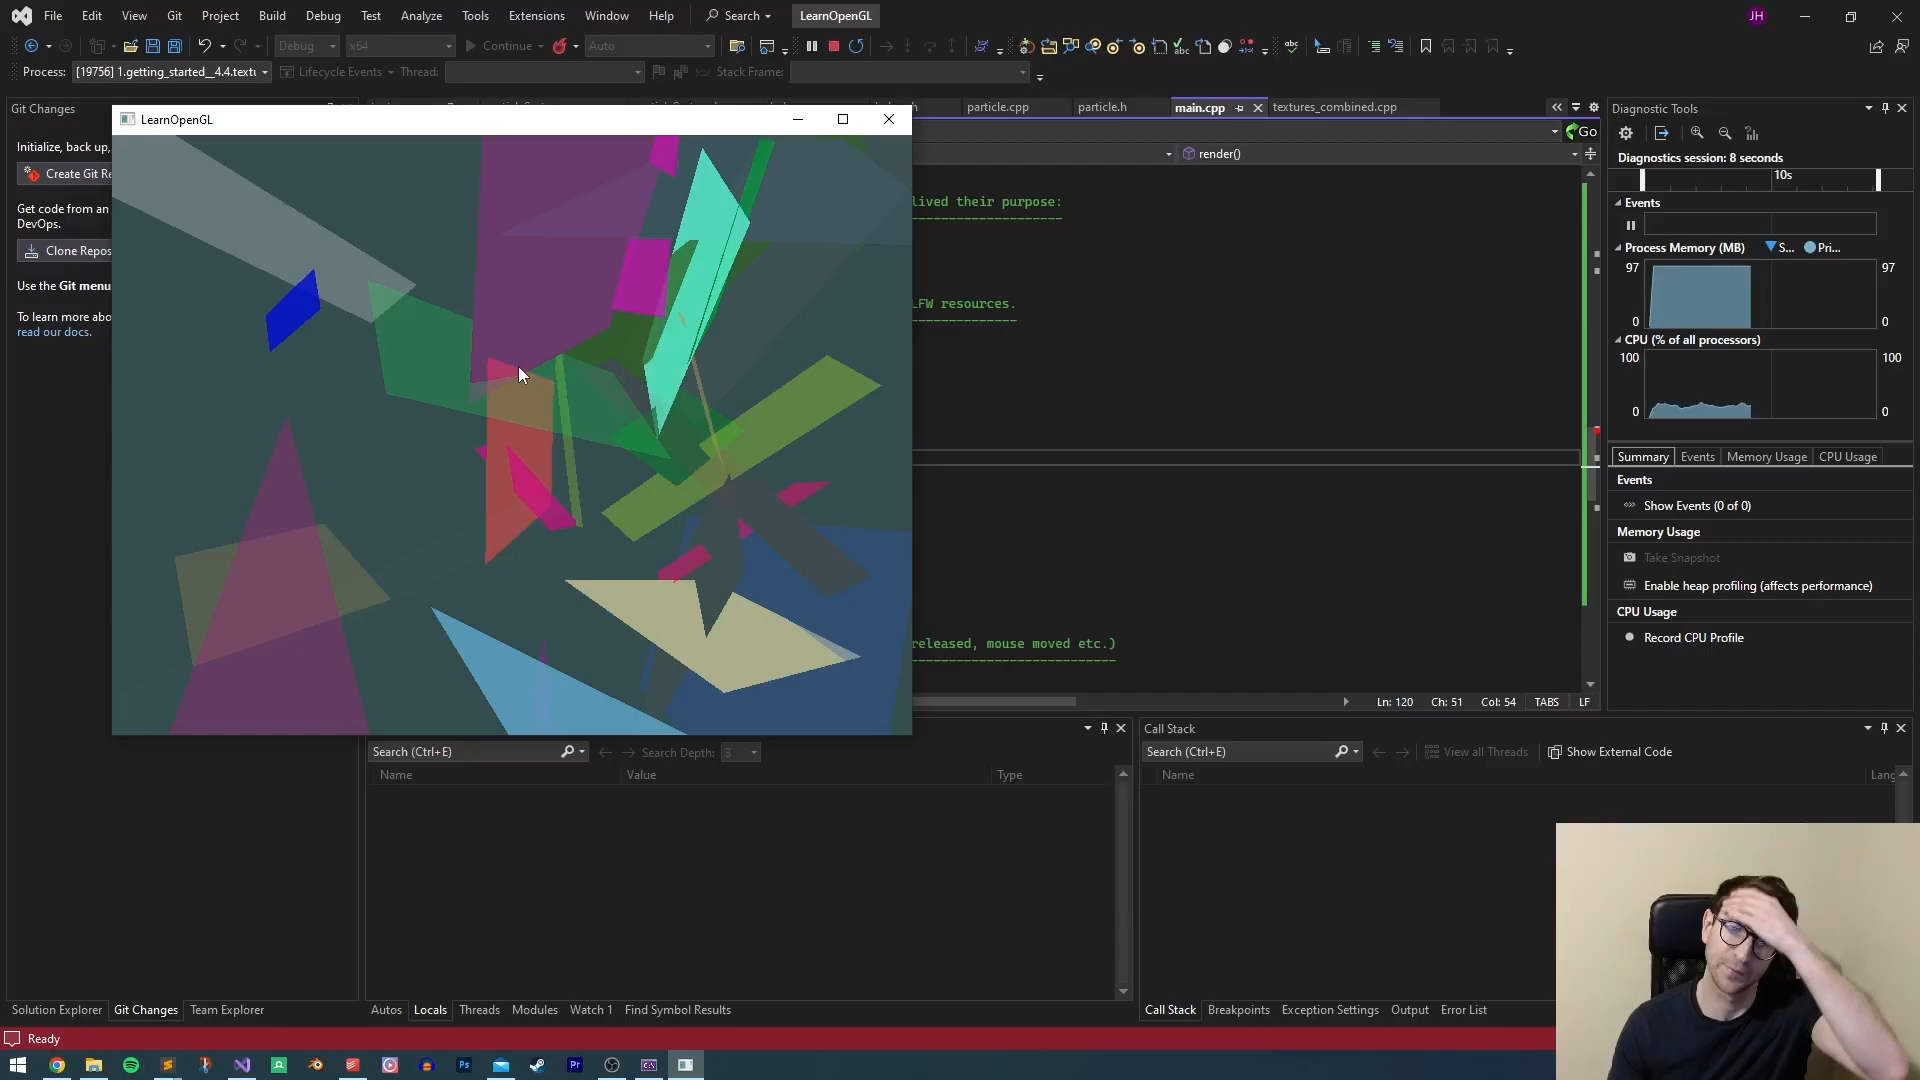 File Edit View Git Project Build Debug Test Analyze Tools Extensions Window Help Search LearnOpenGL JH
Debug x64 Continue Auto
Process: [19756] 1.getting_started__4.4.textu Lifecycle Events Thread: Stack Frame:
Git Changes
Initialize, back up,
Create Git Re
Get code from an
DevOps.
Clone Repos
Use the Git menu
To learn more abo
read our docs.
LearnOpenGL
particle.cpp particle.h main.cpp textures_combined.cpp
Go
render()
lived their purpose:
---------------------
LFW resources.
--------------
released, mouse moved etc.)
---------------------------
Ln: 120 Ch: 51 Col: 54 TABS LF
Diagnostic Tools
Diagnostics session: 8 seconds
10s
Events
Process Memory (MB) S... Pri...
97 97
0 0
CPU (% of all processors)
100 100
0 0
Summary Events Memory Usage CPU Usage
Events
Show Events (0 of 0)
Memory Usage
Take Snapshot
Enable heap profiling (affects performance)
CPU Usage
Record CPU Profile
Search (Ctrl+E) Search Depth: 3
Name Value Type
Autos Locals Threads Modules Watch 1 Find Symbol Results
Call Stack
Search (Ctrl+E) View all Threads Show External Code
Name Lang
Call Stack Breakpoints Exception Settings Output Error List
Solution Explorer Git Changes Team Explorer
Ready